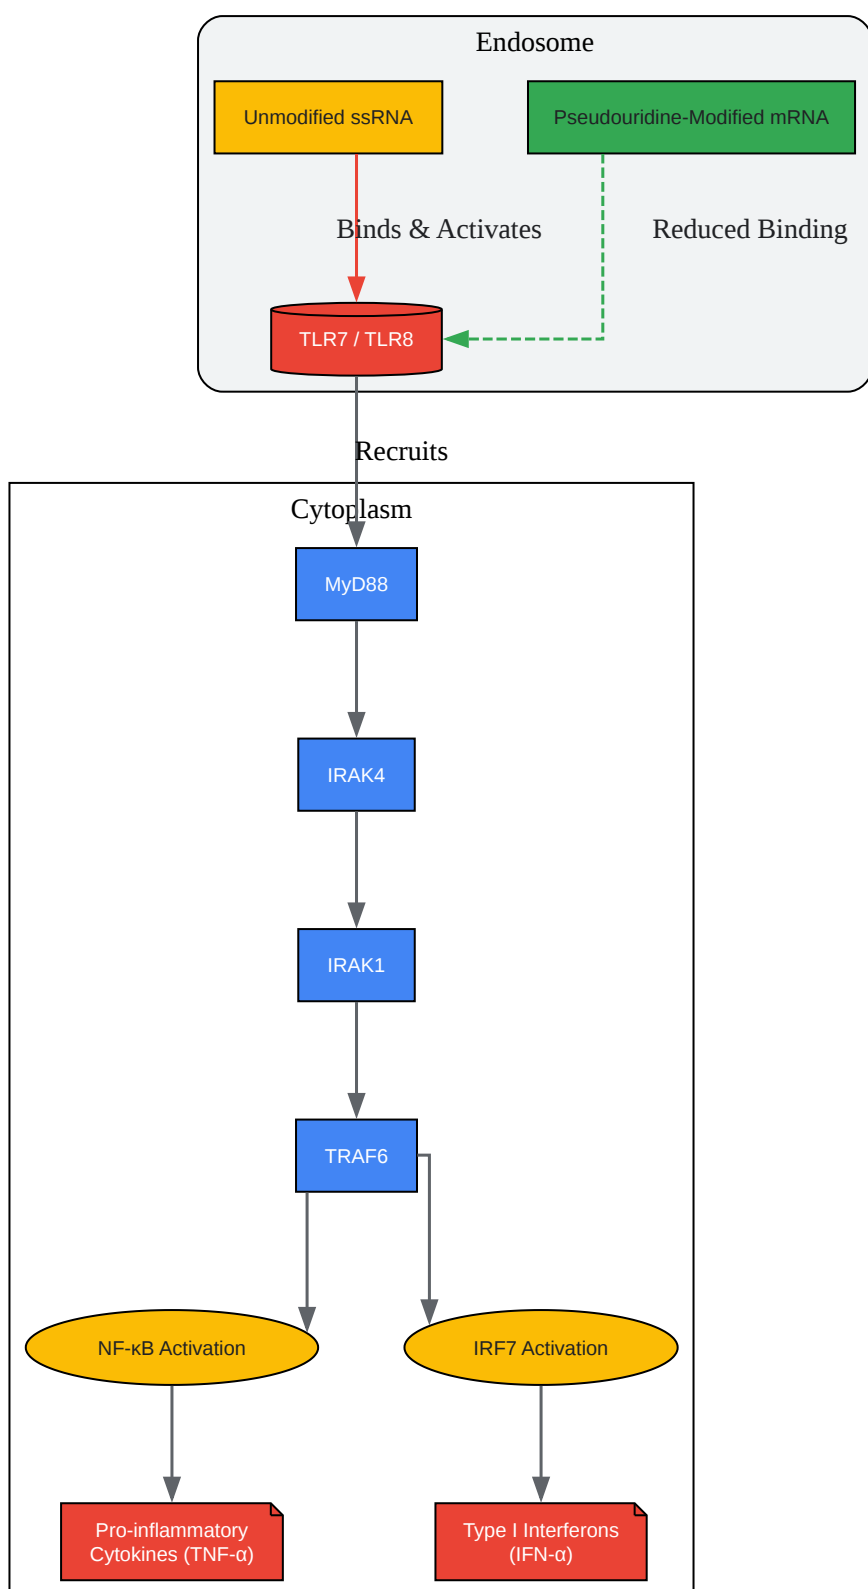 Endosome
Unmodified ssRNA
Pseudouridine-Modified mRNA
Binds & Activates
Reduced Binding
TLR7 / TLR8
Recruits
Cytoplasm
MyD88
IRAK4
IRAK1
TRAF6
NF-κB Activation
IRF7 Activation
Pro-inflammatory
Cytokines (TNF-α)
Type I Interferons
(IFN-α)